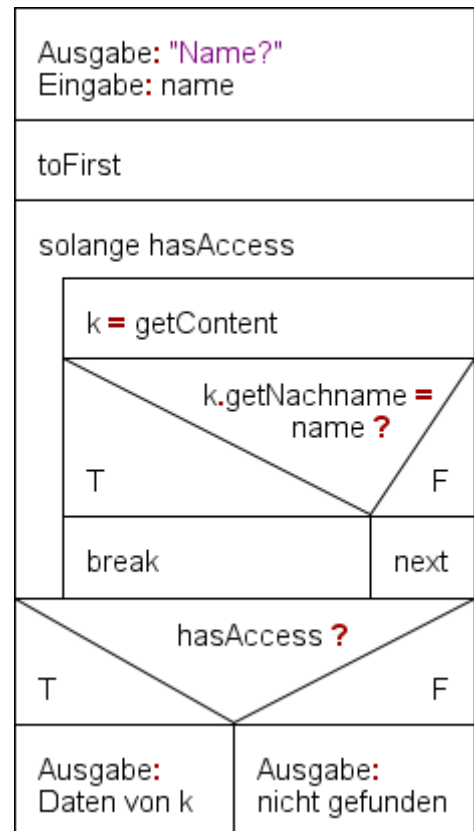 Ausgabe: "Name?"
Eingabe: name
toFirst
solange hasAccess
k = getContent
k.getNachname =
name ?
T
F
break
next
hasAccess ?
T
F
Ausgabe:
Daten von k
Ausgabe:
nicht gefunden